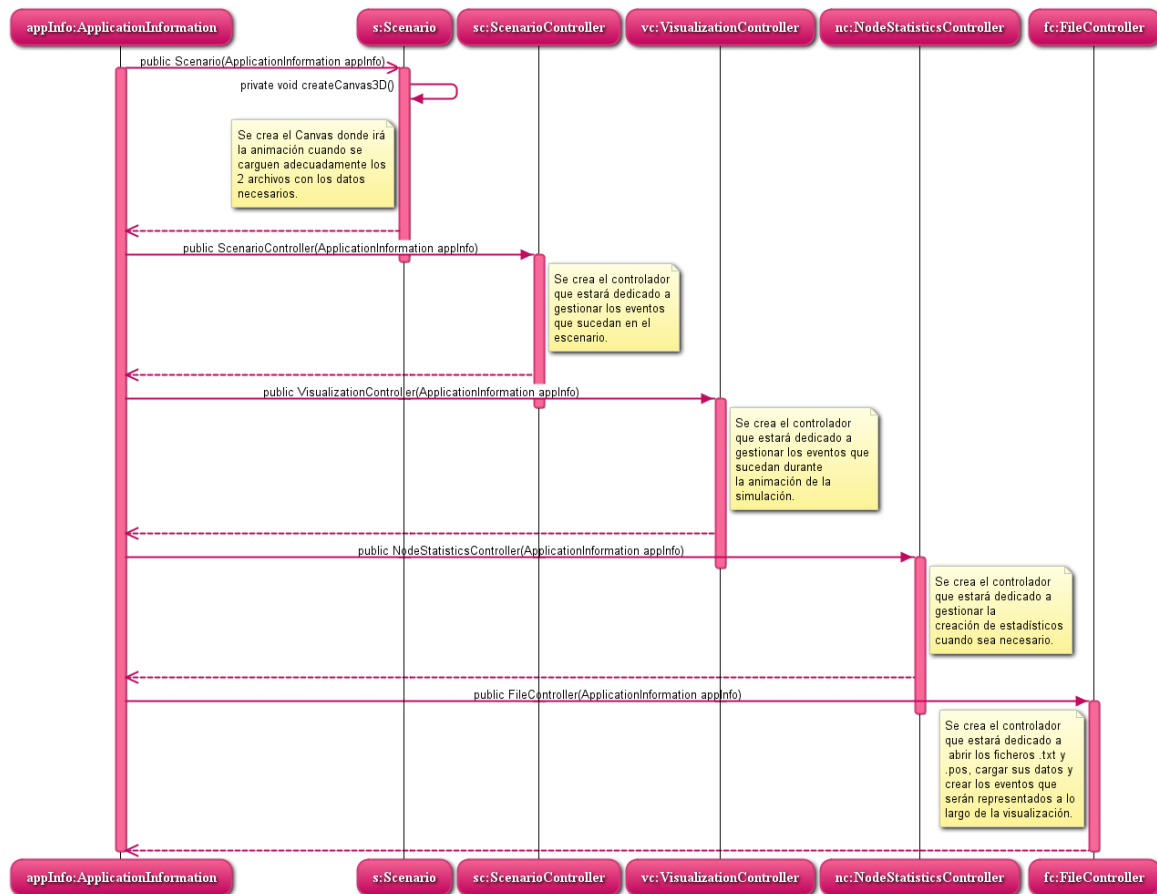 appInfo:ApplicationInformation
s:Scenario
sc:ScenarioController
vc:VisualizationController
nc:NodeStatisticsController
fc:FileController
public Scenario(ApplicationInformation appInfo)
private void createCanvas3D()
Se crea el Canvas donde irá
la animación cuando se
carguen adecuadamente los
2 archivos con los datos
necesarios.
public ScenarioController(ApplicationInformation appInfo)
Se crea el controlador
que estará dedicado a
gestionar los eventos
que sucedan en el
escenario.
public VisualizationController(ApplicationInformation appInfo)
Se crea el controlador
que estará dedicado a
gestionar los eventos que
sucedan durante
la animación de la
simulación.
public NodeStatisticsController(ApplicationInformation appInfo)
Se crea el controlador
que estará dedicado a
gestionar la
creación de estadísticos
cuando sea necesario.
public FileController(ApplicationInformation appInfo)
Se crea el controlador
que estará dedicado a
abrir los ficheros .txt y
.pos, cargar sus datos y
crear los eventos que
serán representados a lo
largo de la visualización.
appInfo:ApplicationInformation
s:Scenario
sc:ScenarioController
vc:VisualizationController
nc:NodeStatisticsController
fc:FileController